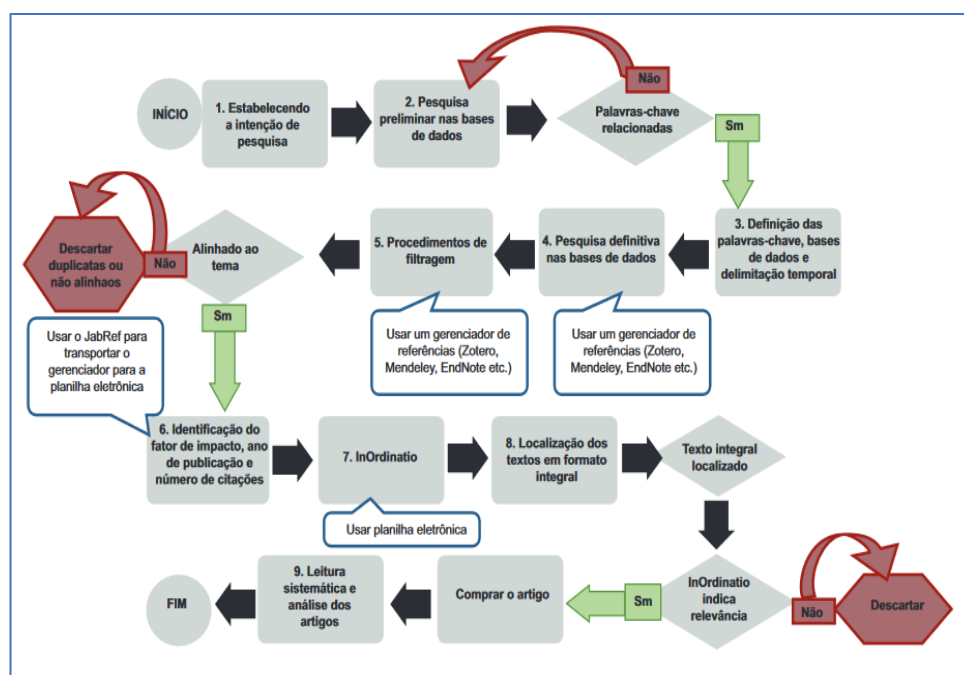 Não
INÍCIO
1. Estabelecendo
a intenção de
pesquisa
2. Pesquisa
preliminar nas bases
de dados
Palavras-chave
relacionadas
Sm
3. Definição das
palavras-chave, bases
de dados e
delimitação temporal
4. Pesquisa definitiva
nas bases de dados
5. Procedimentos de
filtragem
Alinhado ao
tema
Não
Descartar
duplicatas ou
não alinhaos
Sm
Usar um gerenciador de
referências (Zotero,
Mendeley, EndNote etc.)
Usar um gerenciador de
referências (Zotero,
Mendeley, EndNote etc.)
Usar o JabRef para
transportar o
gerenciador para a
planilha eletrônica
6. Identificação do
fator de impacto, ano
de publicação e
número de citações
7. InOrdinatio
8. Localização dos
textos em formato
integral
Texto integral
localizado
Usar planilha eletrônica
InOrdinatio
indica
relevância
Não
Descartar
Sm
Comprar o artigo
9. Leitura
sistemática e
análise dos
artigos
FIM